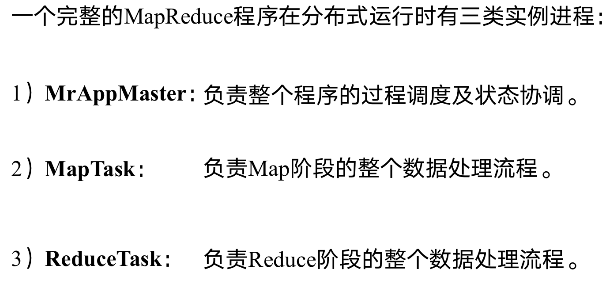 一个完整的MapReduce程序在分布式运行时有三类实例进程：
1）MrAppMaster：负责整个程序的过程调度及状态协调。
2）MapTask： 负责Map阶段的整个数据处理流程。
3）ReduceTask： 负责Reduce阶段的整个数据处理流程。